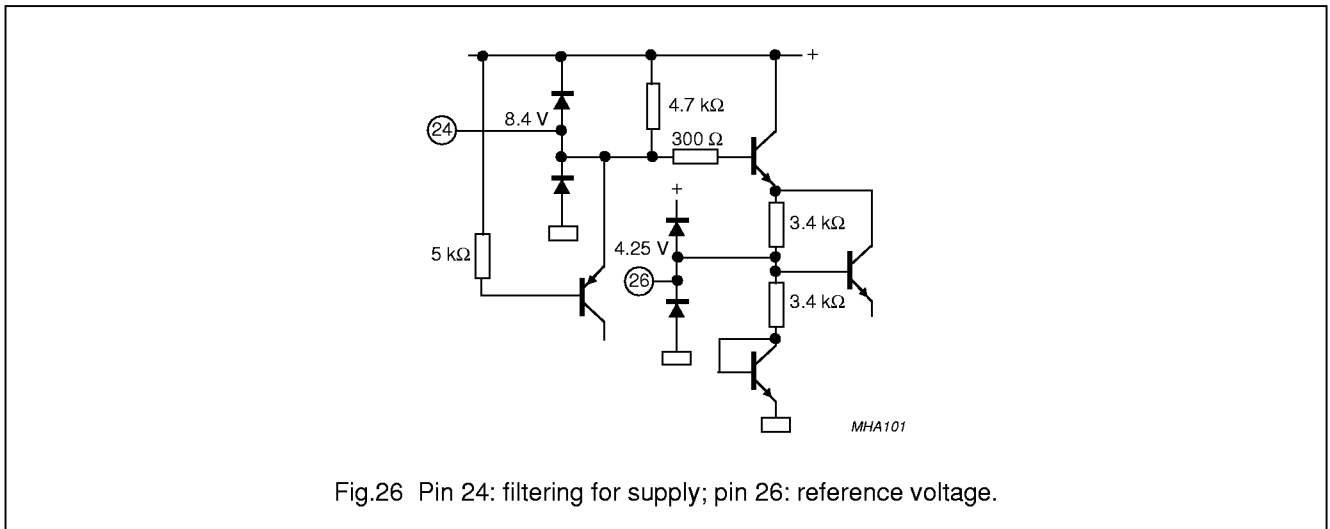 +
4.7 kΩ
8.4 V
24
300 Ω
+
3.4 kΩ
5 kΩ
4.25 V
26
3.4 kΩ
MHA101
Fig.26 Pin 24: filtering for supply; pin 26: reference voltage.